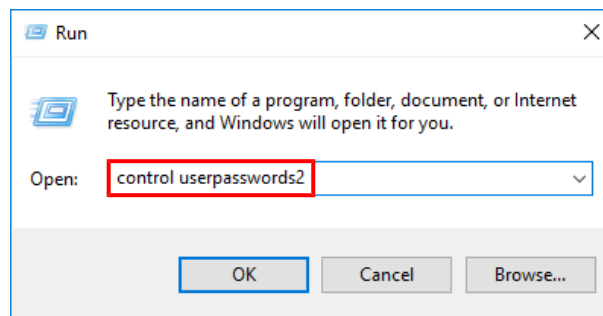 Run
Type the name of a program, folder, document, or Internet
resource, and Windows will open it for you.
Open: control userpasswords2
OK Cancel Browse...